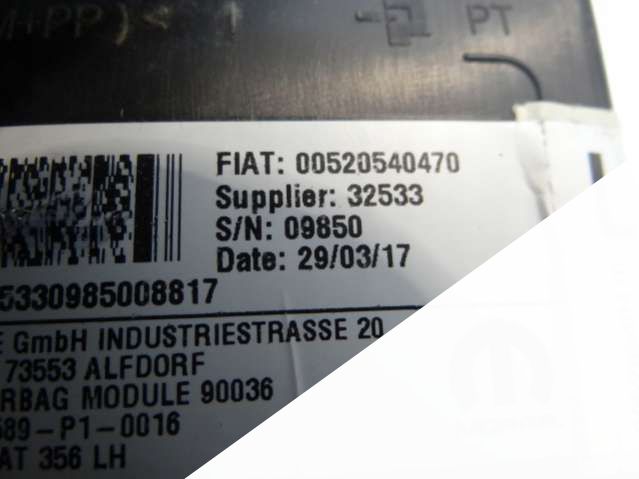 M+PP)< 
PT
FIAT: 00520540470
Supplier: 32533
S/N: 09850
Date: 29/03/17
5330985008817
E GmbH INDUSTRIESTRASSE 20
73553 ALFDORF
RBAG MODULE 90036
589-P1-0016
AT 356 LH